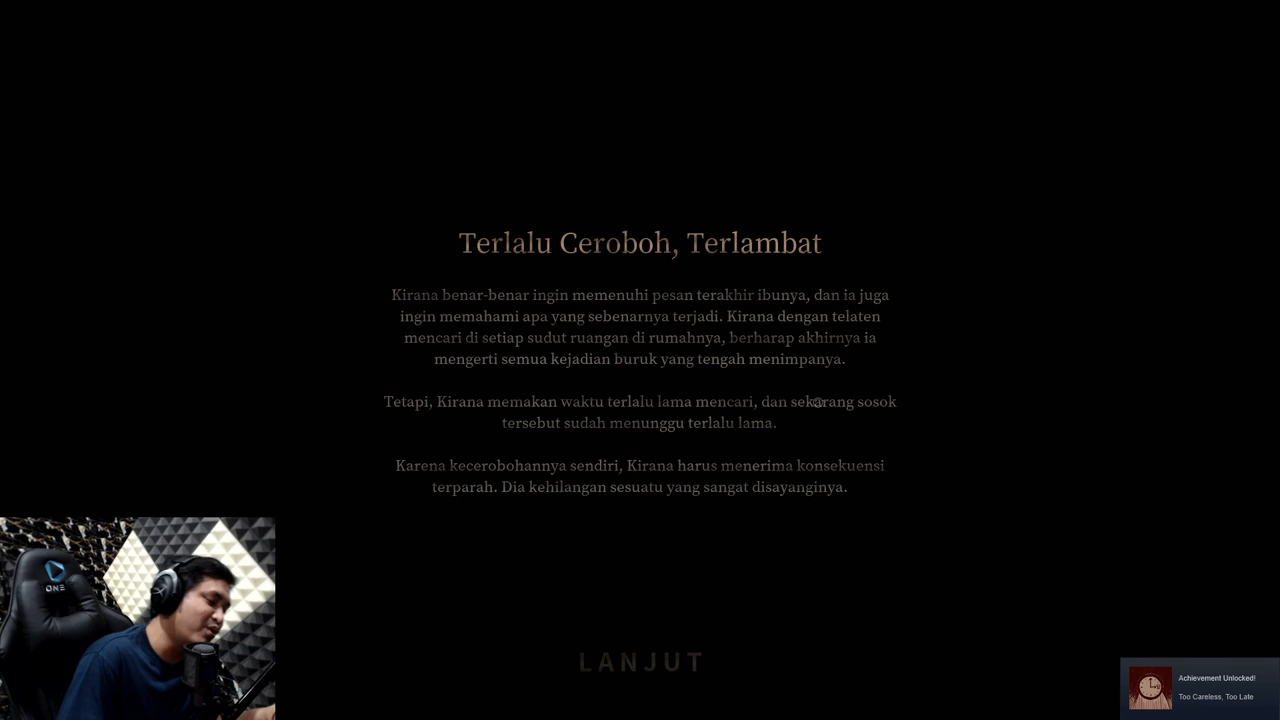 Terlalu Ceroboh, Terlambat
Kirana benar-benar ingin memenuhi pesan terakhir ibunya, dan ia juga
ingin memahami apa yang sebenarnya terjadi. Kirana dengan telaten
mencari di setiap sudut ruangan di rumahnya, berharap akhirnya ia
mengerti semua kejadian buruk yang tengah menimpanya.
Tetapi, Kirana memakan waktu terlalu lama mencari, dan sekarang sosok
tersebut sudah menunggu terlalu lama.
Karena kecerobohannya sendiri, Kirana harus menerima konsekuensi
terparah. Dia kehilangan sesuatu yang sangat disayanginya.
ONE
LANJUT
Achievement Unlocked!
Too Careless, Too Late